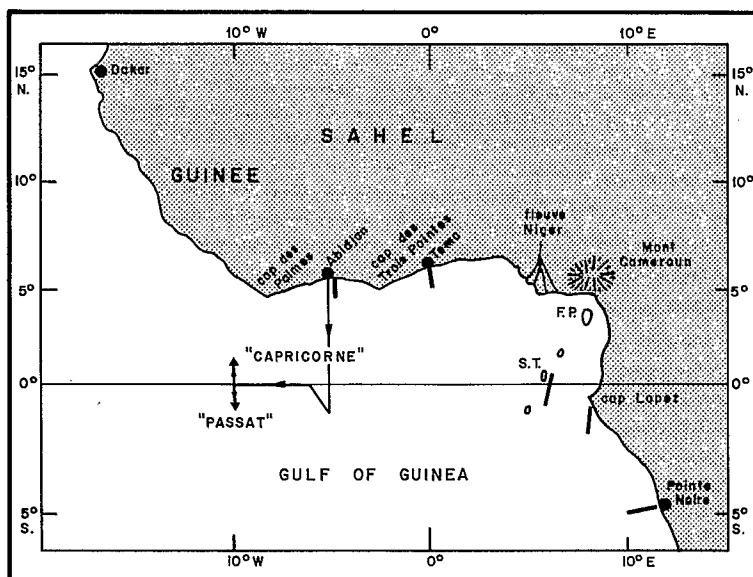 10° W
0°
10° E
15°
N.
Dakar
15°
S.
SAHEL
GUINEE
10°
10°
fleuve
Niger
Mont
Cameroun
cap des
Palmes
Abidjan
cap des
Trois Pointes
Tema
5°
5°
F.P.
"CAPRICORNE"
S.T.
0°
0°
"PASSAT"
cap Lopez
GULF OF GUINEA
Pointe
Noire
5°
S.
5°
S.
10° W
0°
10° E